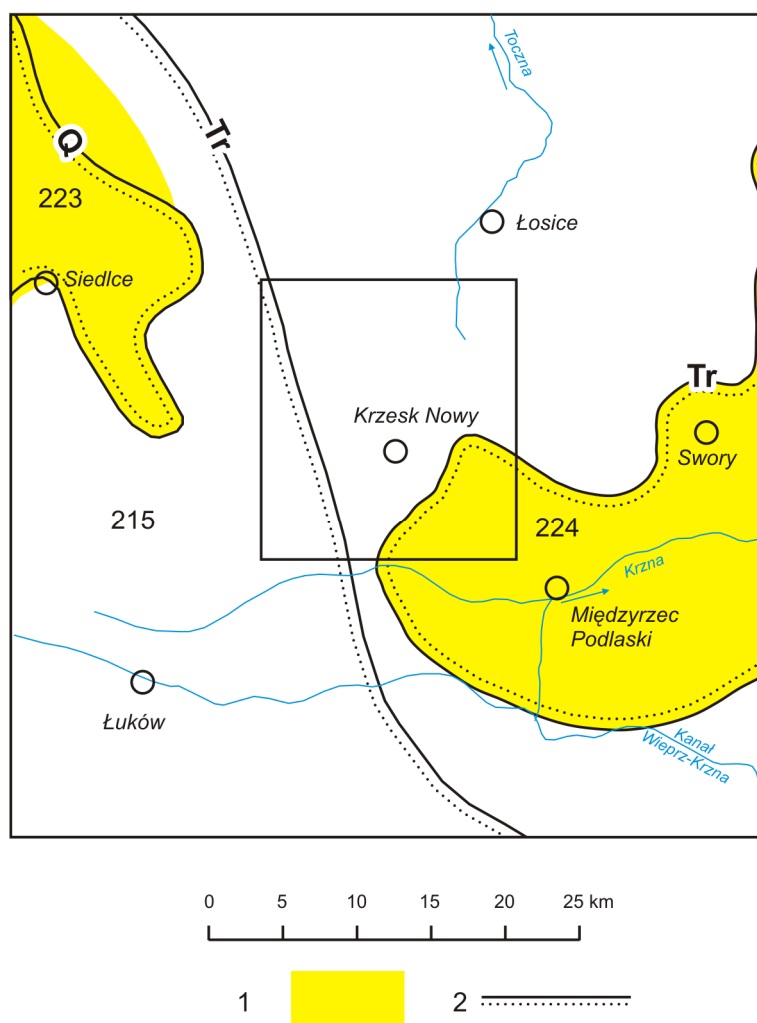 Toczna
Q
Tr
223
Łosice
Siedlce
Tr
Krzesk Nowy
Swory
215
224
Krzna
Międzyrzec
Podlaski
Łuków
Kanał
Wieprz-Krzna
0 5 10 15 20 25 km
1 2